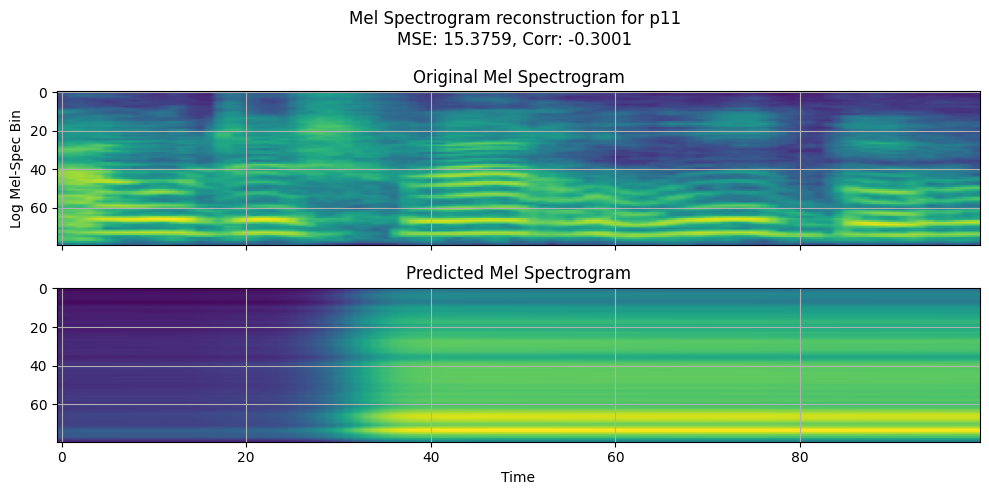 Mel Spectrogram reconstruction for p11
MSE: 15.3759, Corr: -0.3001
Original Mel Spectrogram
Log Mel-Spec Bin
0
20
40
60
Predicted Mel Spectrogram
0
20
40
60
0 20 40 60 80
Time